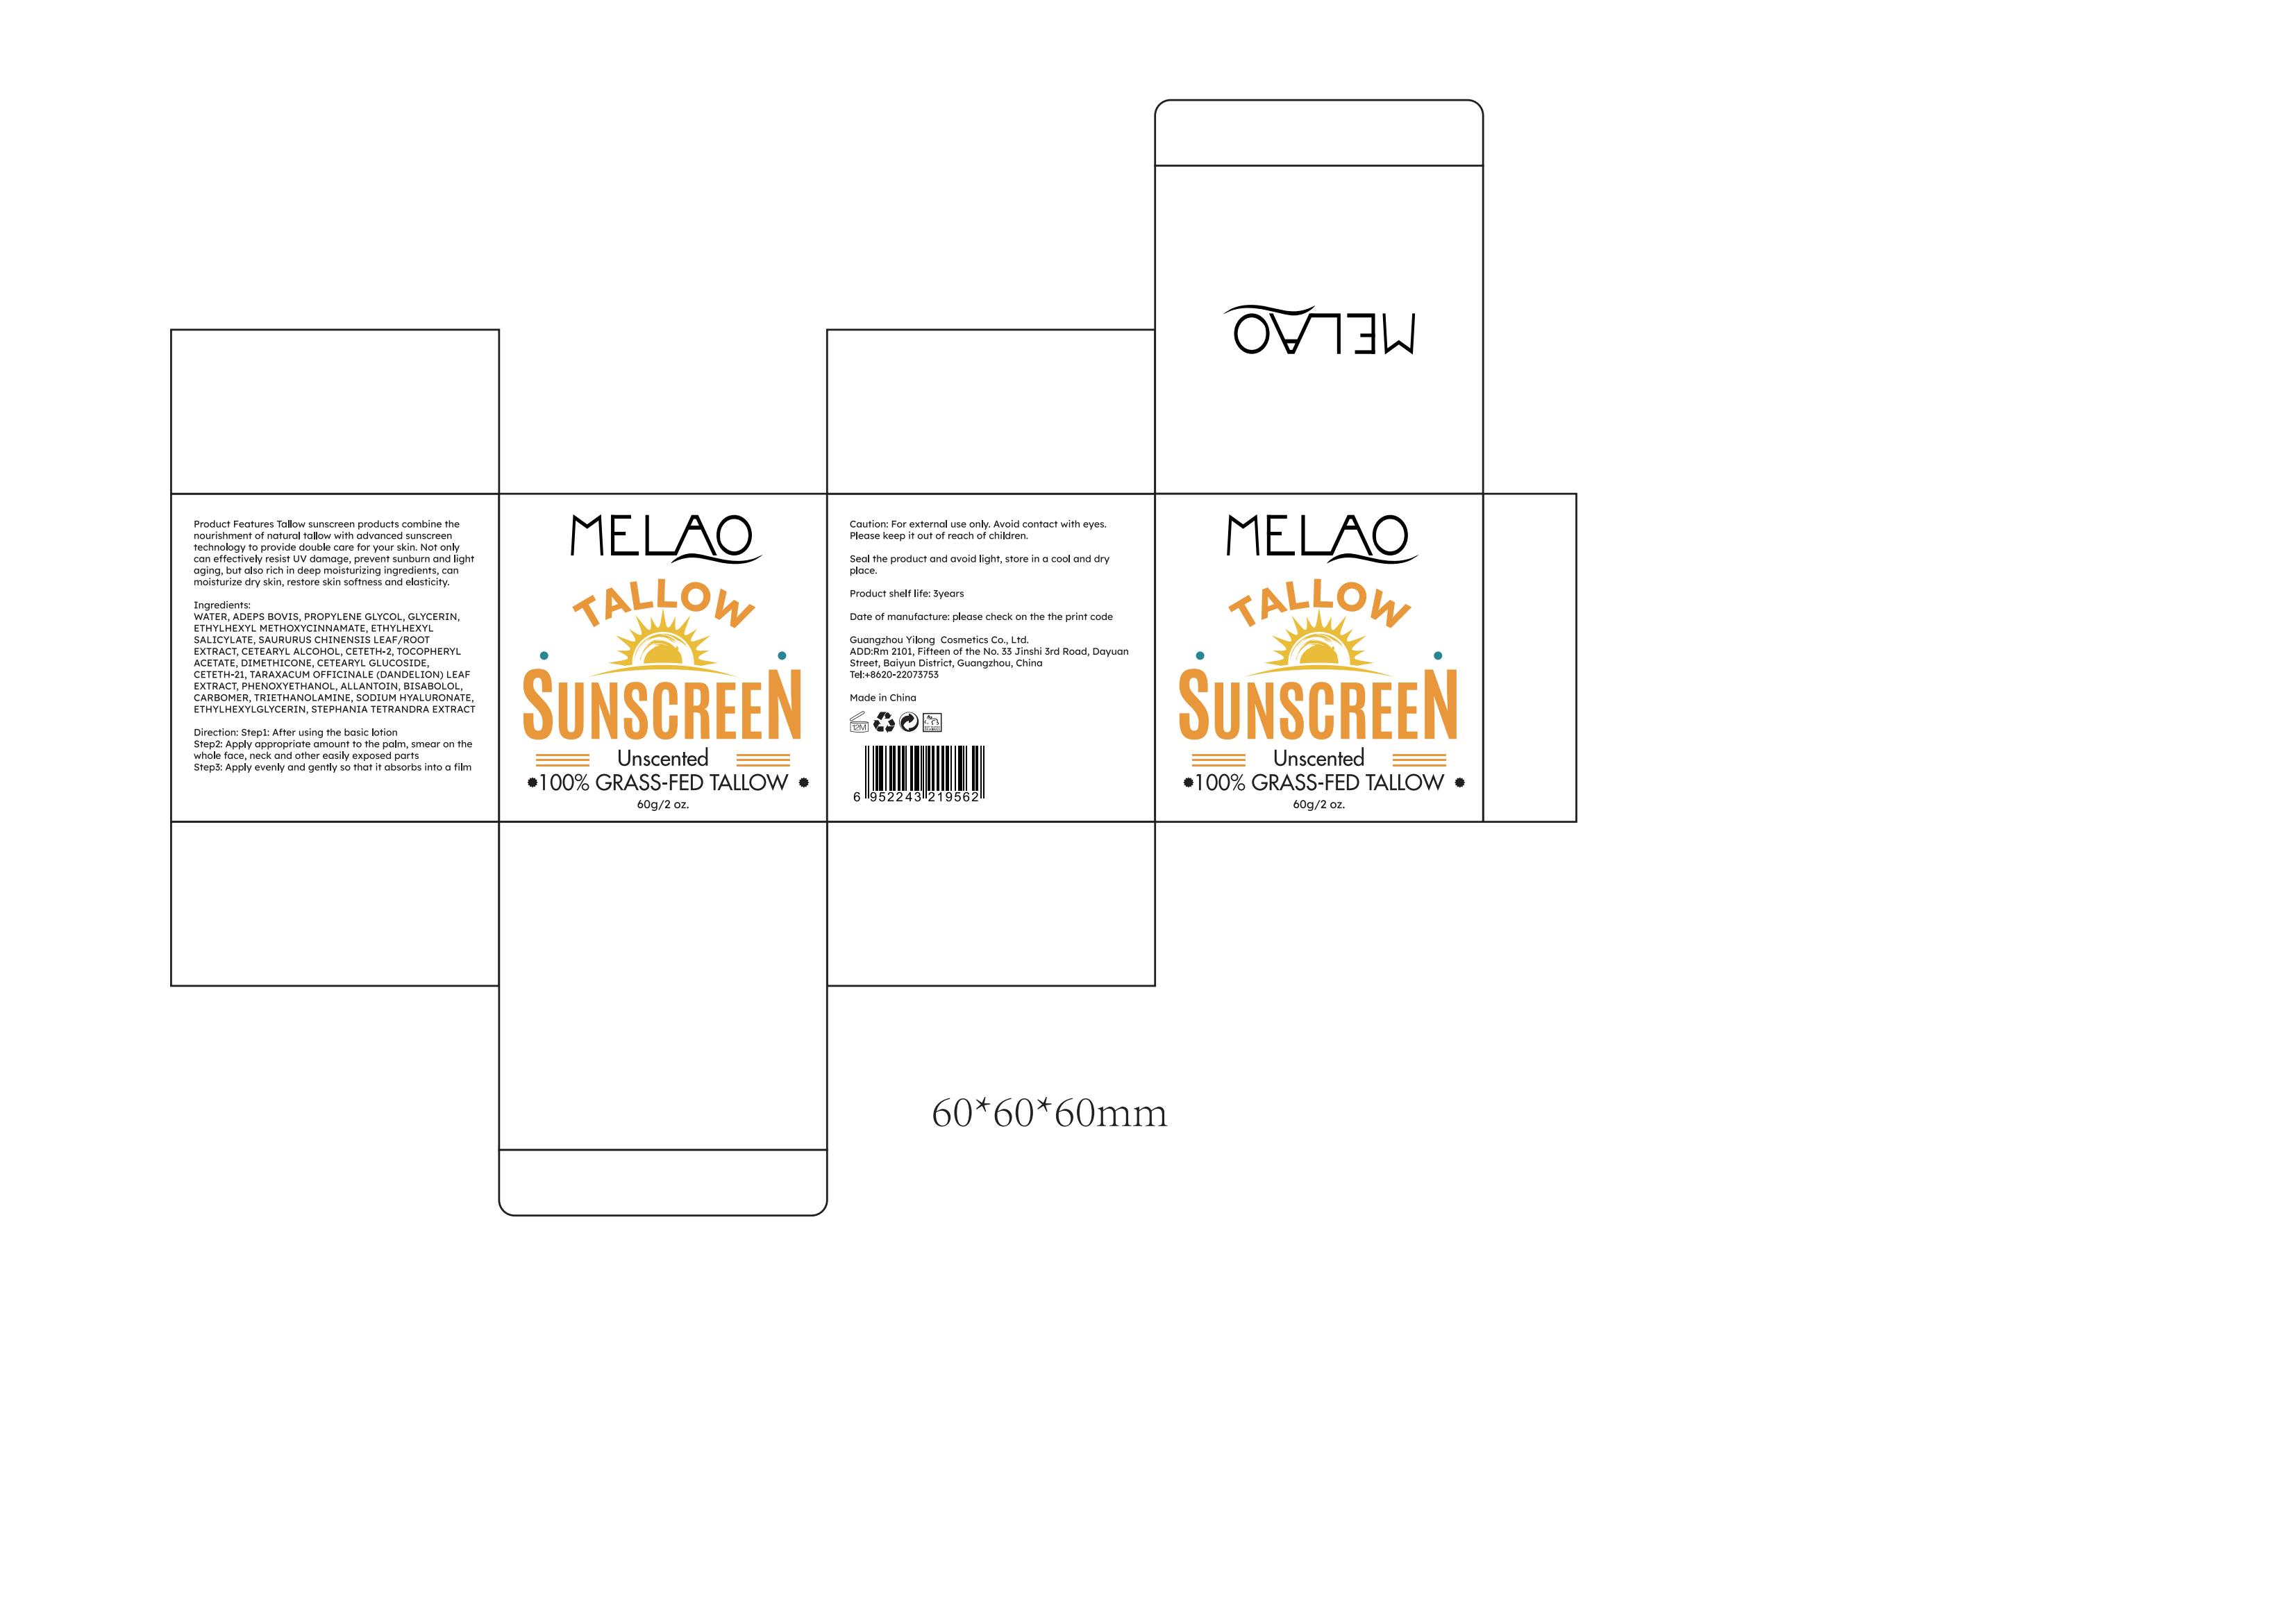 MELAO
Product Features Tallow sunscreen products combine the
nourishment of natural tallow with advanced sunscreen
technology to provide double care for your skin. Not only
can effectively resist UV damage, prevent sunburn and light
aging, but also rich in deep moisturizing ingredients, can
moisturize dry skin, restore skin softness and elasticity.
Ingredients:
WATER, ADEPS BOVIS, PROPYLENE GLYCOL, GLYCERIN,
ETHYLHEXYL METHOXYCINNAMATE, ETHYLHEXYL
SALICYLATE, SAURURUS CHINENSIS LEAF/ROOT
EXTRACT, CETEARYL ALCOHOL, CETETH-2, TOCOPHERYL
ACETATE, DIMETHICONE, CETEARYL GLUCOSIDE,
CETETH-21, TARAXACUM OFFICINALE (DANDELION) LEAF
EXTRACT, PHENOXYETHANOL, ALLANTOIN, BISABOLOL,
CARBOMER, TRIETHANOLAMINE, SODIUM HYALURONATE,
ETHYLHEXYLGLYCERIN, STEPHANIA TETRANDRA EXTRACT
Direction: Step1: After using the basic lotion
Step2: Apply appropriate amount to the palm, smear on the
whole face, neck and other easily exposed parts
Step3: Apply evenly and gently so that it absorbs into a film
MELAO
TALLOW
SUNSCREEN
Unscented
100% GRASS-FED TALLOW
60g/2 oz.
Caution: For external use only. Avoid contact with eyes.
Please keep it out of reach of children.
Seal the product and avoid light, store in a cool and dry
place.
Product shelf life: 3years
Date of manufacture: please check on the the print code
Guangzhou Yilong  Cosmetics Co., Ltd.
ADD:Rm 2101, Fifteen of the No. 33 Jinshi 3rd Road, Dayuan
Street, Baiyun District, Guangzhou, China
Tel:+8620-22073753
Made in China
12M
6 952243 219562
MELAO
TALLOW
SUNSCREEN
Unscented
100% GRASS-FED TALLOW
60g/2 oz.
60*60*60mm